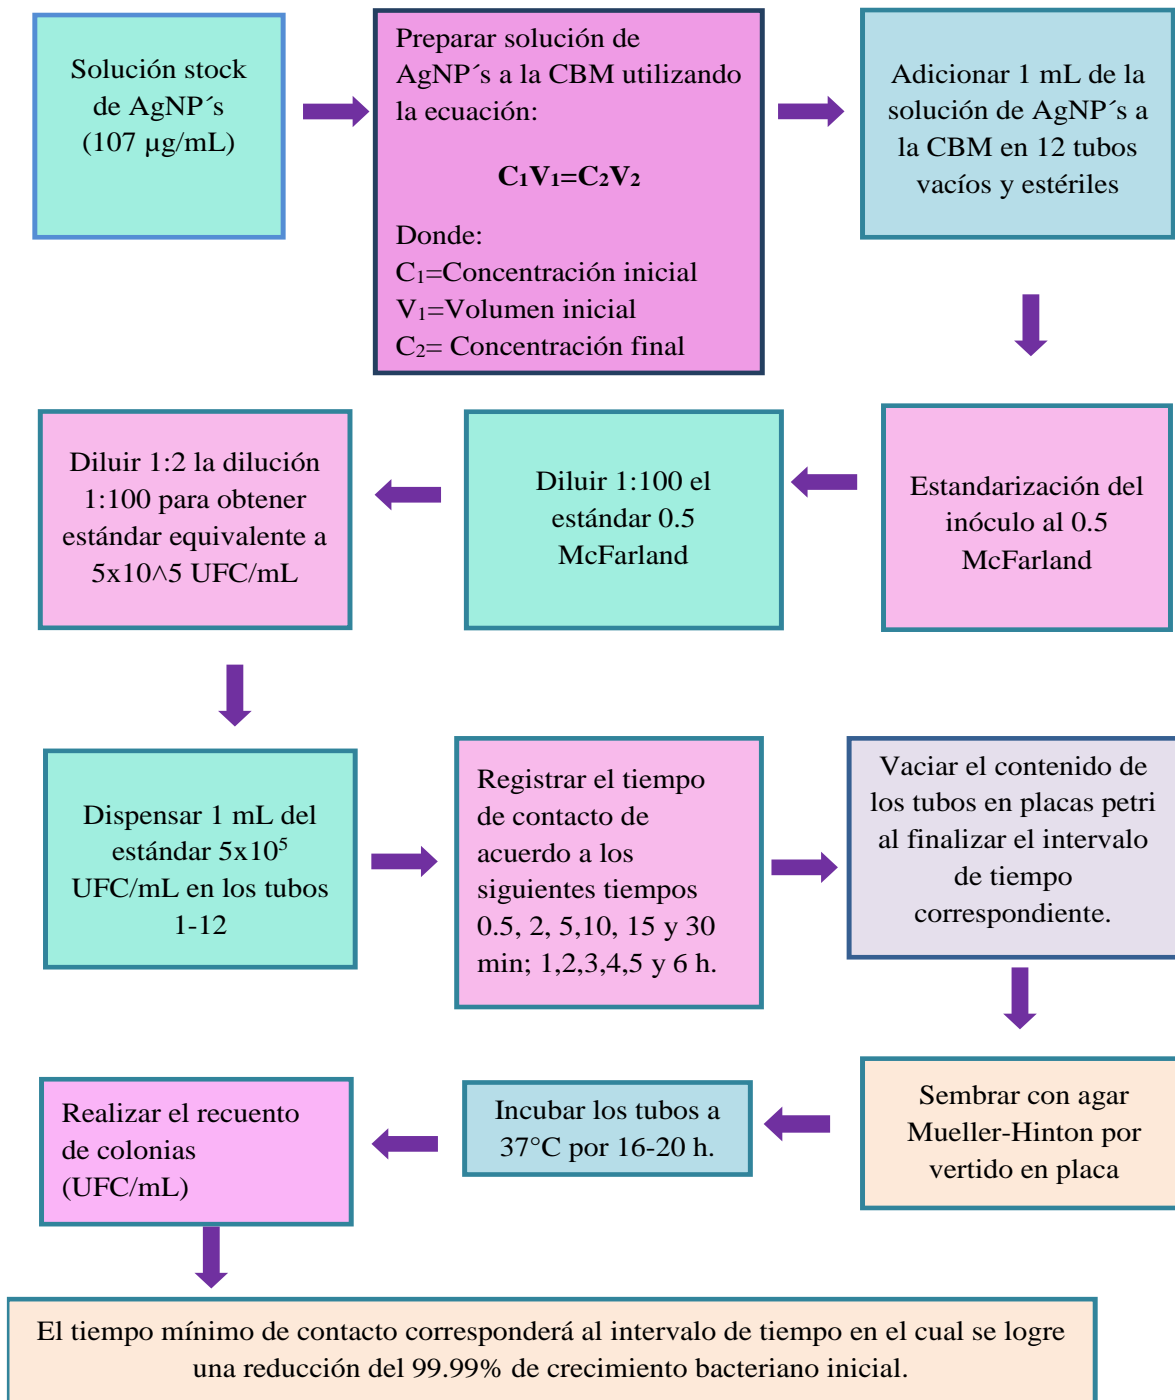 Solución stock
de AgNP´s
(107 µg/mL)
Preparar solución de
AgNP´s a la CBM utilizando
la ecuación:
C₁V₁=C₂V₂
Donde:
C₁=Concentración inicial
V₁=Volumen inicial
C₂= Concentración final
Adicionar 1 mL de la
solución de AgNP´s a
la CBM en 12 tubos
vacíos y estériles
Estandarización del
inóculo al 0.5
McFarland
Diluir 1:100 el
estándar 0.5
McFarland
Diluir 1:2 la dilución
1:100 para obtener
estándar equivalente a
5x10^5 UFC/mL
Dispensar 1 mL del
estándar 5x10⁵
UFC/mL en los tubos
1-12
Registrar el tiempo
de contacto de
acuerdo a los
siguientes tiempos
0.5, 2, 5,10, 15 y 30
min; 1,2,3,4,5 y 6 h.
Vaciar el contenido de
los tubos en placas petri
al finalizar el intervalo
de tiempo
correspondiente.
Sembrar con agar
Mueller-Hinton por
vertido en placa
Incubar los tubos a
37°C por 16-20 h.
Realizar el recuento
de colonias
(UFC/mL)
El tiempo mínimo de contacto corresponderá al intervalo de tiempo en el cual se logre
una reducción del 99.99% de crecimiento bacteriano inicial.